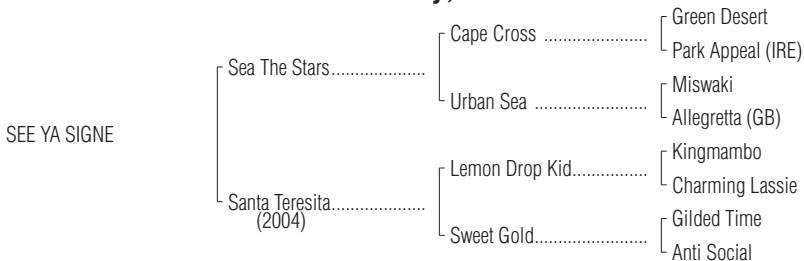 Green Desert
Cape Cross ........................
Park Appeal (IRE)
Sea The Stars....................
Miswaki
Urban Sea ........................
Allegretta (GB)
SEE YA SIGNE
Kingmambo
Lemon Drop Kid................
Charming Lassie
Santa Teresita....................
(2004)
Gilded Time
Sweet Gold........................
Anti Social